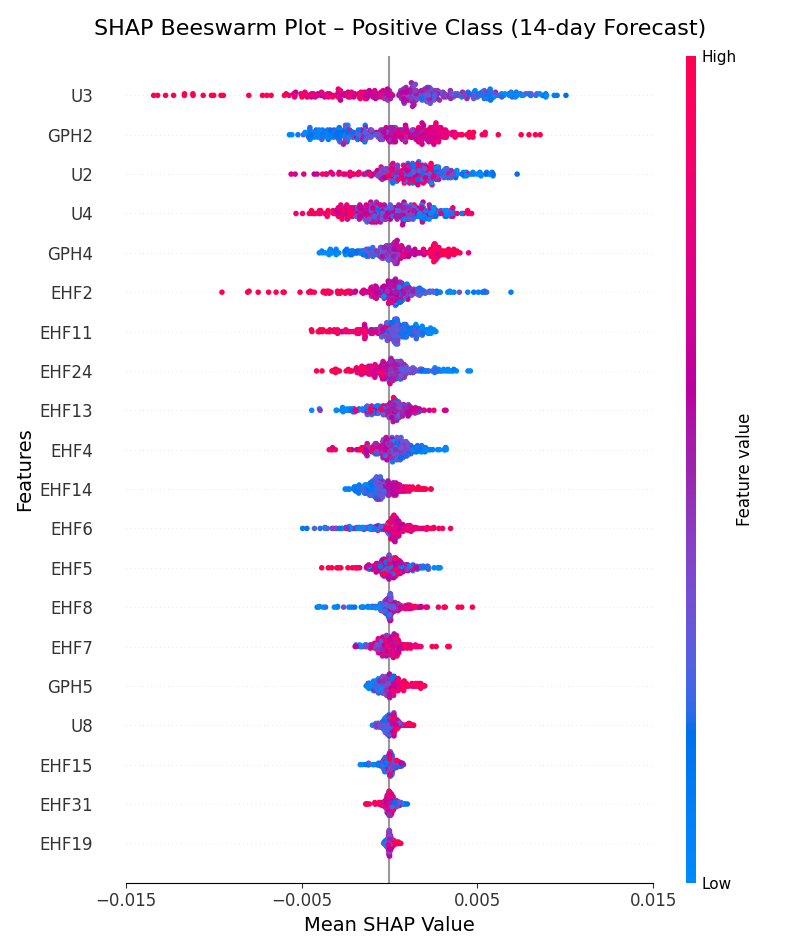 SHAP Beeswarm Plot – Positive Class (14-day Forecast)
High
U3
GPH2
U2
U4
GPH4
EHF2
EHF11
EHF24
EHF13
EHF4
EHF14
EHF6
EHF5
EHF8
EHF7
GPH5
U8
EHF15
EHF31
EHF19
Features
Feature value
Low
−0.015 −0.005 0.005 0.015
Mean SHAP Value